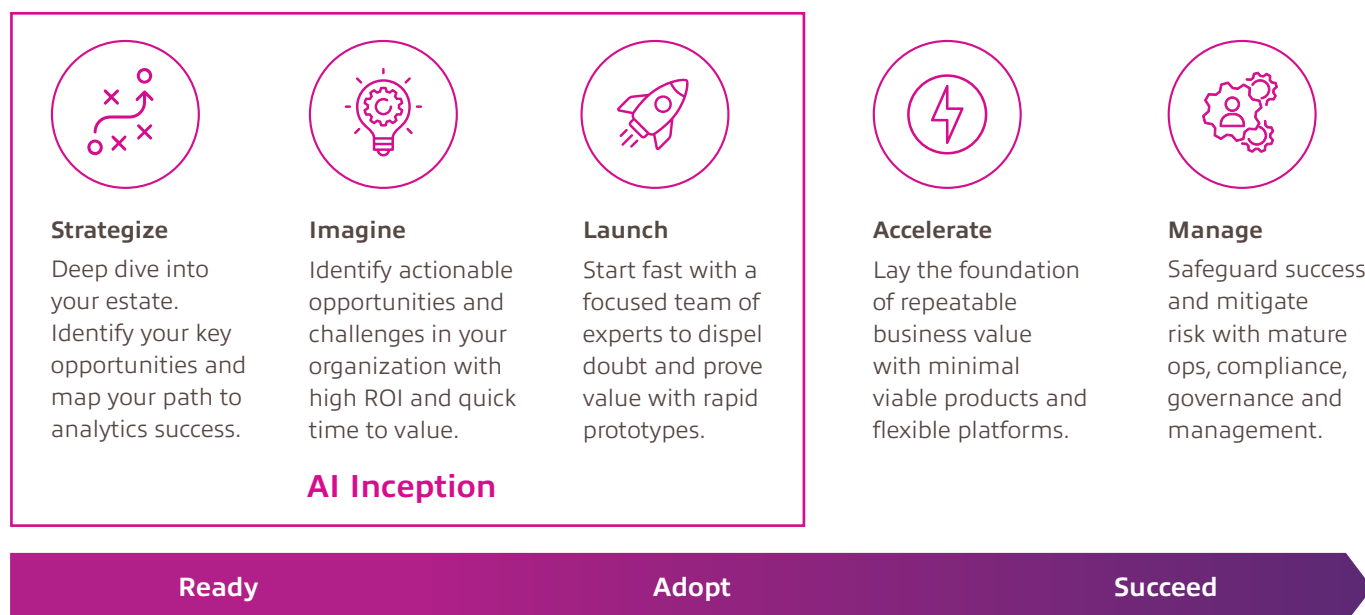 Strategize
Deep dive into
your estate.
Identify your key
opportunities and
map your path to
analytics success.
Imagine
Identify actionable
opportunities and
challenges in your
organization with
high ROI and quick
time to value.
Launch
Start fast with a
focused team of
experts to dispel
doubt and prove
value with rapid
prototypes.
AI Inception
Accelerate
Lay the foundation
of repeatable
business value
with minimal
viable products and
flexible platforms.
Manage
Safeguard success
and mitigate
risk with mature
ops, compliance,
governance and
management.
Ready
Adopt
Succeed